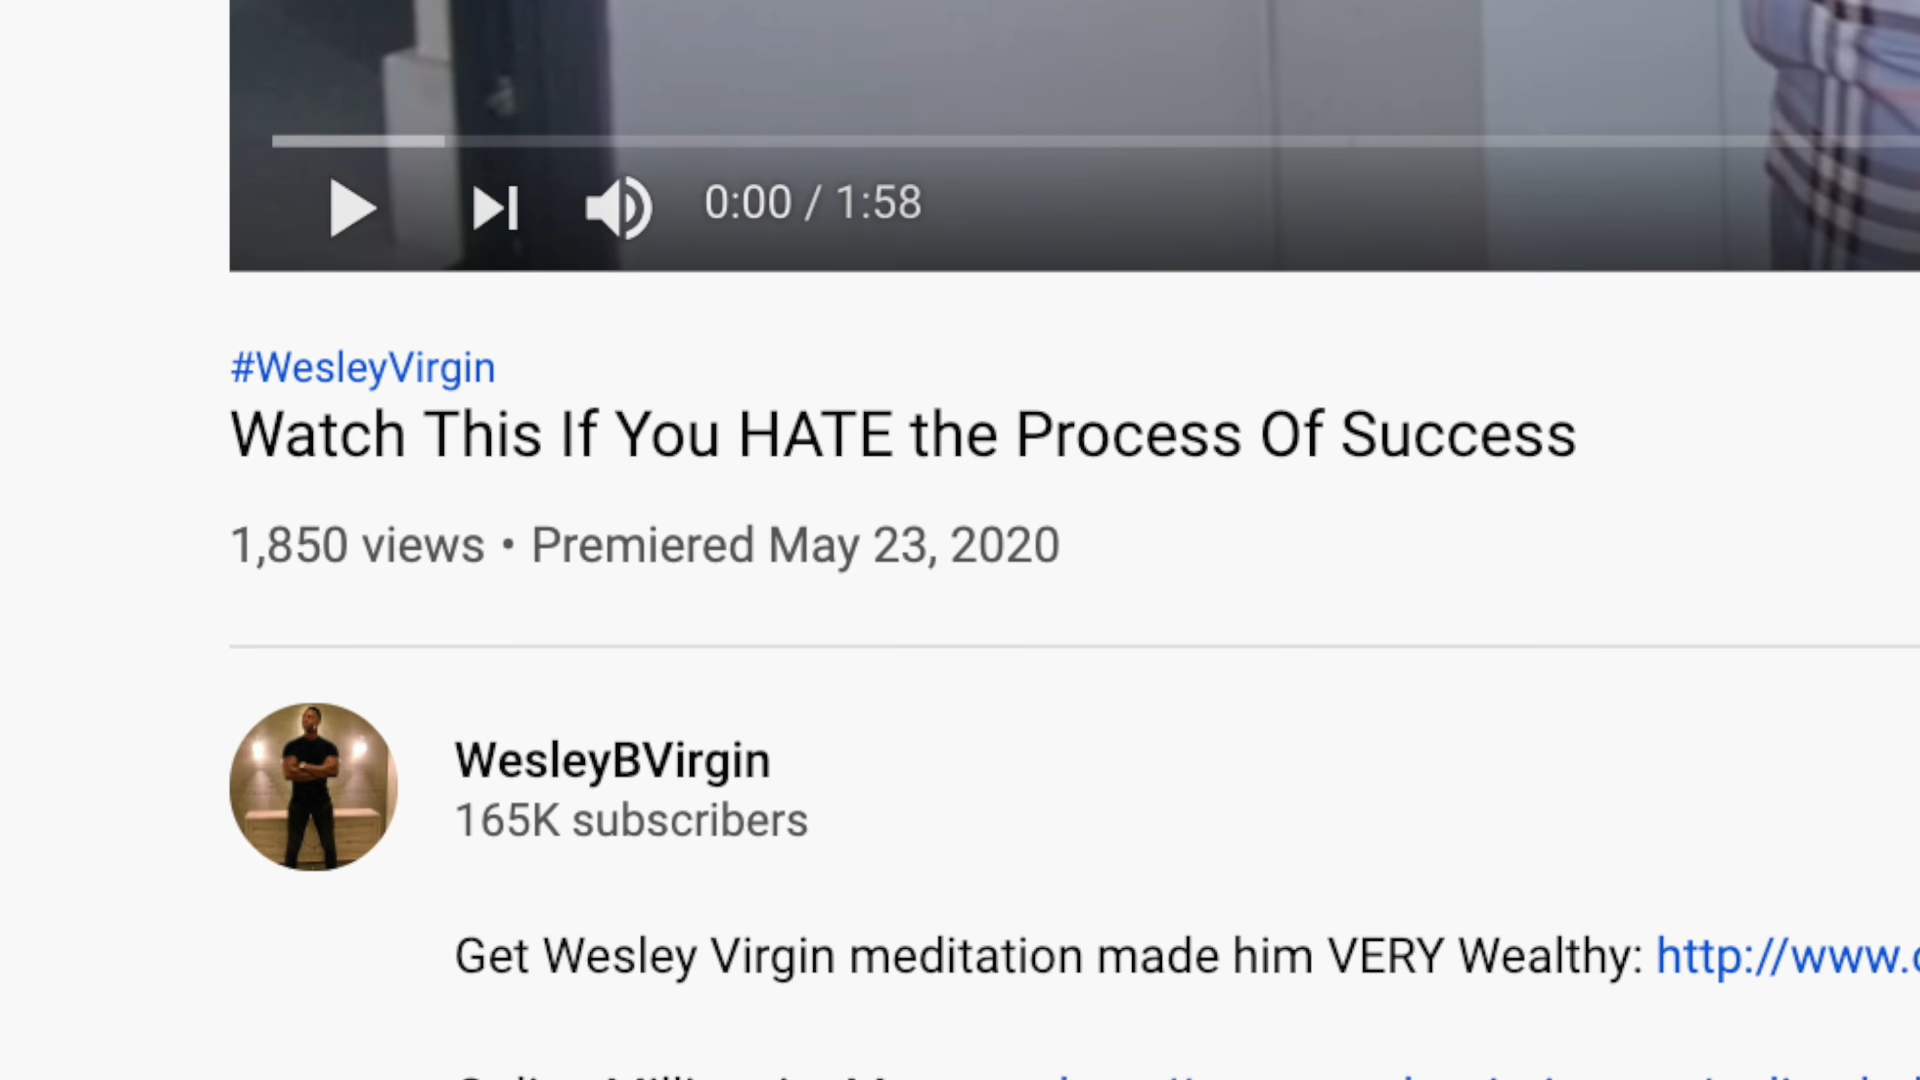 0:00 / 1:58
#WesleyVirgin
Watch This If You HATE the Process Of Success
1,850 views • Premiered May 23, 2020
WesleyBVirgin
165K subscribers
Get Wesley Virgin meditation made him VERY Wealthy: http://www.